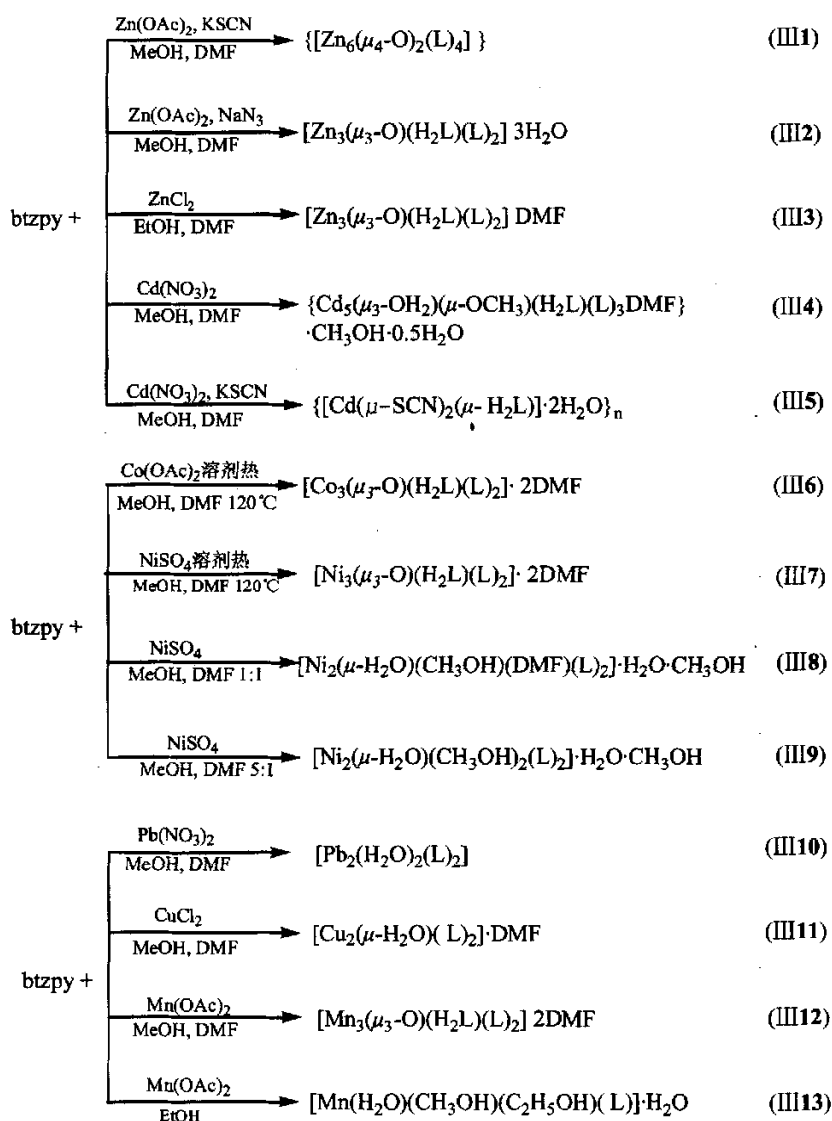 Zn(OAc)₂, KSCN
MeOH, DMF
{[Zn₆(μ₄-O)₂(L)₄] }
(Ⅲ1)
Zn(OAc)₂, NaN₃
MeOH, DMF
[Zn₃(μ₃-O)(H₂L)(L)₂] 3H₂O
(Ⅲ2)
btzpy +
ZnCl₂
EtOH, DMF
[Zn₃(μ₃-O)(H₂L)(L)₂] DMF
(Ⅲ3)
Cd(NO₃)₂
MeOH, DMF
{Cd₅(μ₃-OH₂)(μ-OCH₃)(H₂L)(L)₃DMF}
·CH₃OH·0.5H₂O
(Ⅲ4)
Cd(NO₃)₂, KSCN
MeOH, DMF
{[Cd(μ-SCN)₂(μ- H₂L)]·2H₂O}ₙ
(Ⅲ5)
Co(OAc)₂溶剂热
MeOH, DMF 120℃
[Co₃(μ₃-O)(H₂L)(L)₂]· 2DMF
(Ⅲ6)
NiSO₄溶剂热
MeOH, DMF 120℃
[Ni₃(μ₃-O)(H₂L)(L)₂]· 2DMF
(Ⅲ7)
btzpy +
NiSO₄
MeOH, DMF 1:1
[Ni₂(μ-H₂O)(CH₃OH)(DMF)(L)₂]·H₂O·CH₃OH
(Ⅲ8)
NiSO₄
MeOH, DMF 5:1
[Ni₂(μ-H₂O)(CH₃OH)₂(L)₂]·H₂O·CH₃OH
(Ⅲ9)
Pb(NO₃)₂
MeOH, DMF
[Pb₂(H₂O)₂(L)₂]
(Ⅲ10)
CuCl₂
MeOH, DMF
[Cu₂(μ-H₂O)( L)₂]·DMF
(Ⅲ11)
btzpy +
Mn(OAc)₂
MeOH, DMF
[Mn₃(μ₃-O)(H₂L)(L)₂] 2DMF
(Ⅲ12)
Mn(OAc)₂
EtOH
[Mn(H₂O)(CH₃OH)(C₂H₅OH)( L)]·H₂O
(Ⅲ13)